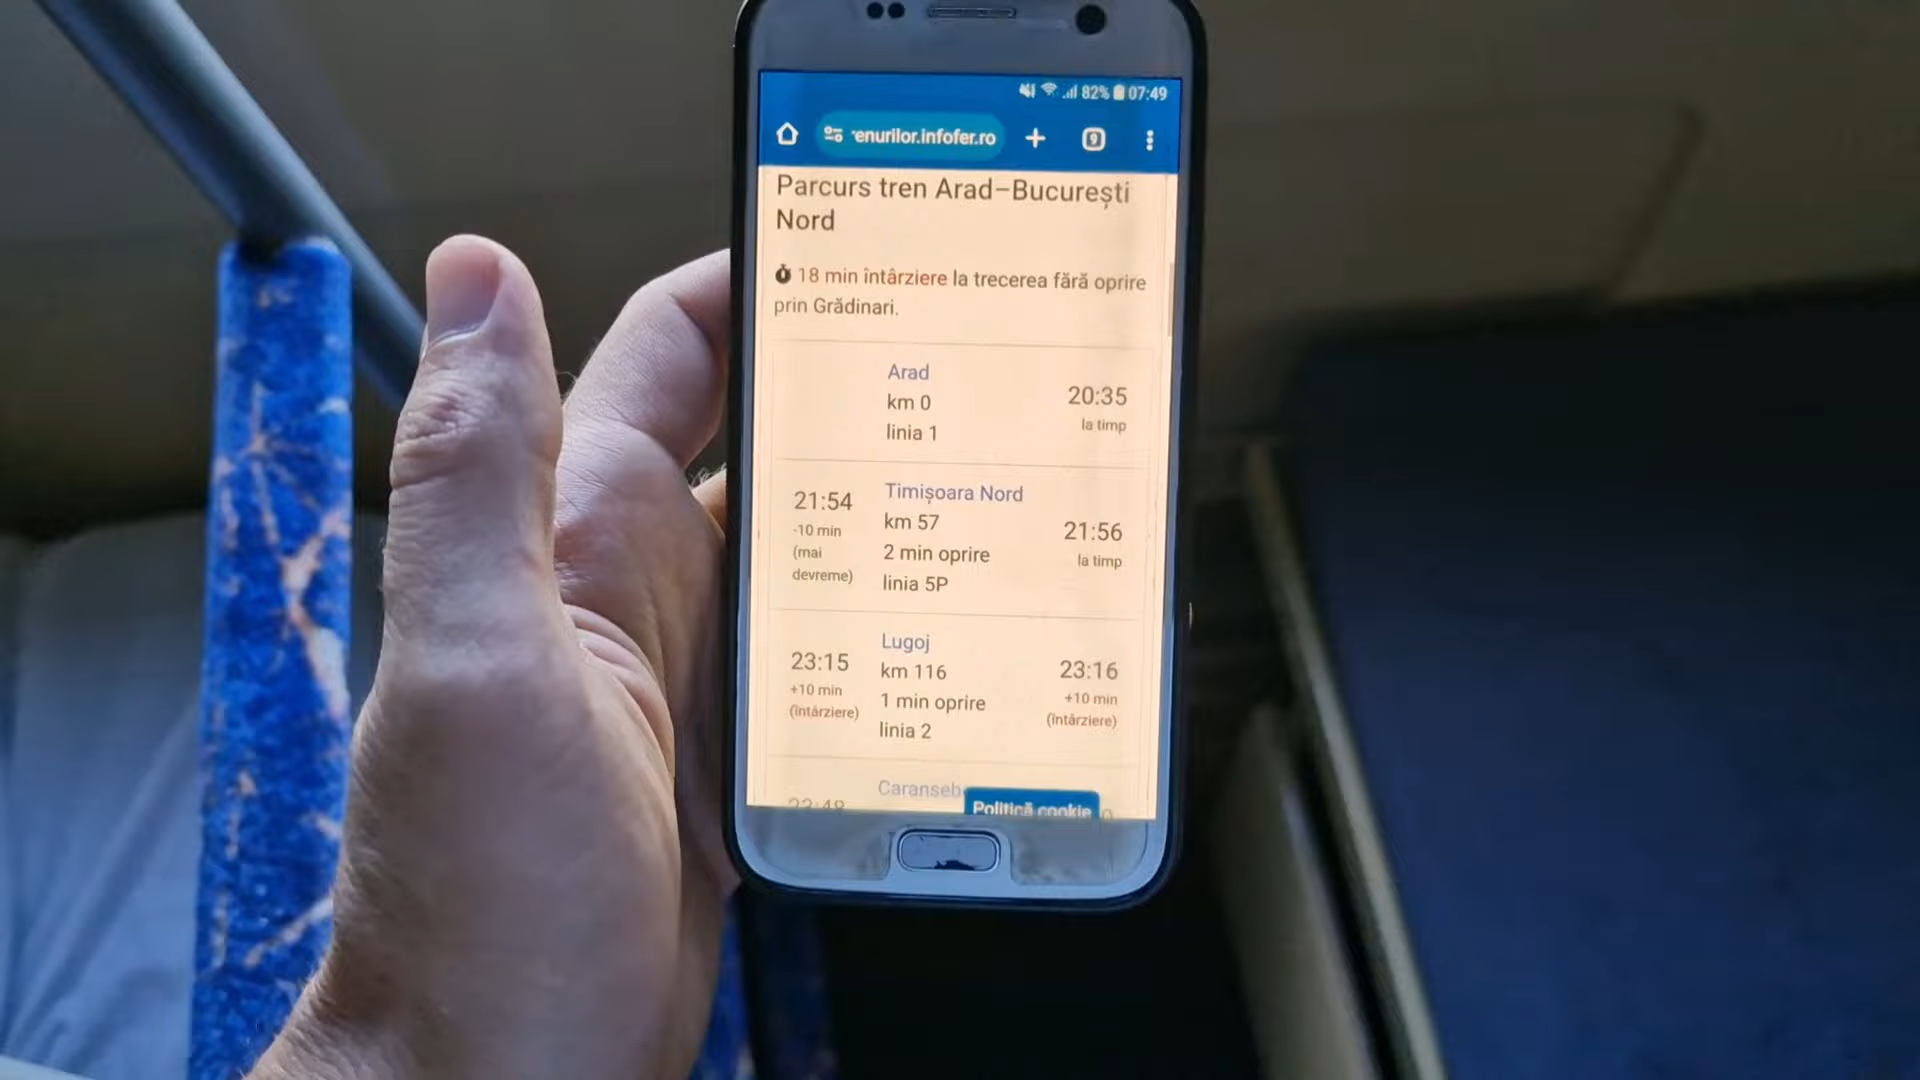 82% 07:49
enurilor.infofer.ro
9
Parcurs tren Arad–București
Nord
18 min întârziere la trecerea fără oprire
prin Grădinari.
Arad
km 0
linia 1
20:35
la timp
21:54
-10 min
(mai
devreme)
Timișoara Nord
km 57
2 min oprire
linia 5P
21:56
la timp
23:15
+10 min
(întârziere)
Lugoj
km 116
1 min oprire
linia 2
23:16
+10 min
(întârziere)
Caranseb
Politică cookie